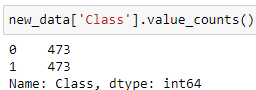 new_data['Class'].value_counts()
0    473
1    473
Name: Class, dtype: int64